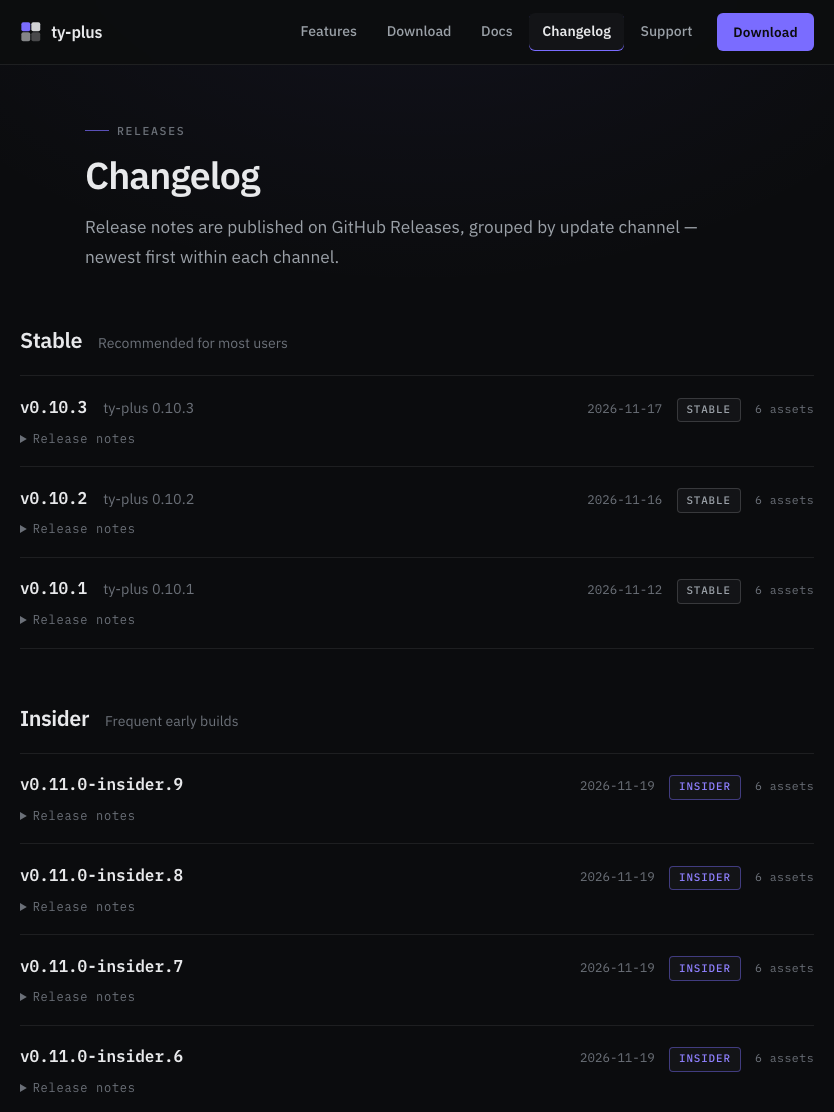 ty-plus
Features Download Docs Changelog Support Download
RELEASES
Changelog
Release notes are published on GitHub Releases, grouped by update channel —
newest first within each channel.
Stable Recommended for most users
v0.10.3 ty-plus 0.10.3 2026-11-17 STABLE 6 assets
Release notes
v0.10.2 ty-plus 0.10.2 2026-11-16 STABLE 6 assets
Release notes
v0.10.1 ty-plus 0.10.1 2026-11-12 STABLE 6 assets
Release notes
Insider Frequent early builds
v0.11.0-insider.9 2026-11-19 INSIDER 6 assets
Release notes
v0.11.0-insider.8 2026-11-19 INSIDER 6 assets
Release notes
v0.11.0-insider.7 2026-11-19 INSIDER 6 assets
Release notes
v0.11.0-insider.6 2026-11-19 INSIDER 6 assets
Release notes